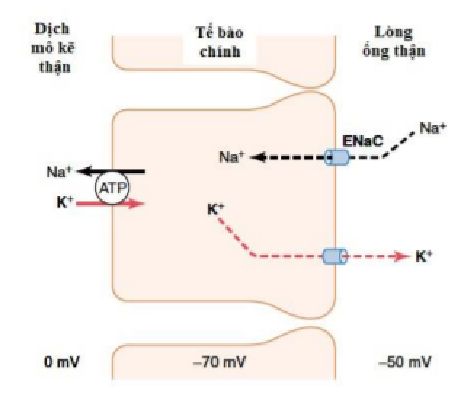 Dịch
mô kẽ
thận
Tế bào
chính
Lòng
ống thận
Na⁺
ENaC
Na⁺
Na⁺
ATP
K⁺
K⁺
K⁺
0 mV
–70 mV
–50 mV